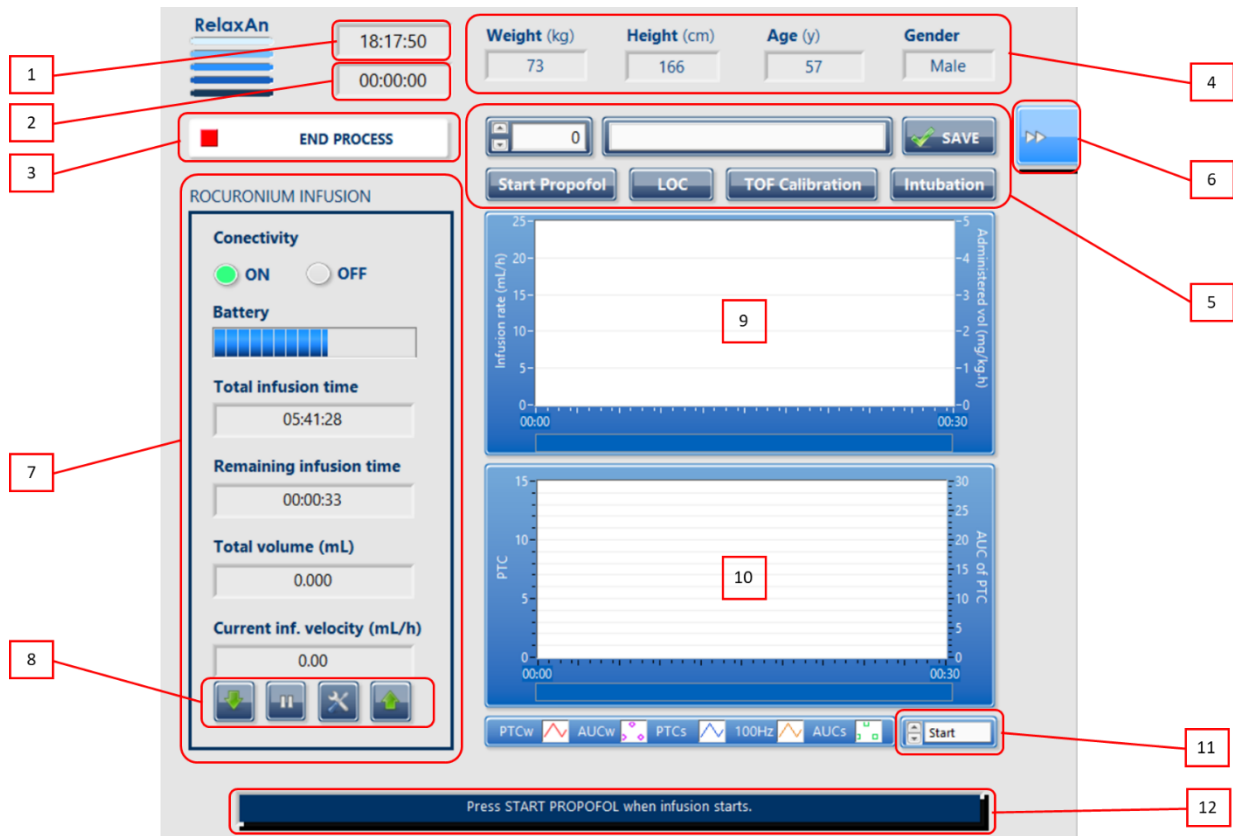 RelaxAn
18:17:50
00:00:00
Weight (kg) Height (cm) Age (y) Gender
73 166 57 Male
1
2
3
4
END PROCESS
0 SAVE
Start Propofol LOC TOF Calibration Intubation
6
5
ROCURONIUM INFUSION
Conectivity
ON OFF
Battery
Total infusion time
05:41:28
Remaining infusion time
00:00:33
Total volume (mL)
0.000
Current inf. velocity (mL/h)
0.00
7
8
Infusion rate (mL/h)
25
20
15
10
5
0
9
Administered vol (mg/kg.h)
5
4
3
2
1
0
00:00 00:30
PTC
15
10
5
0
10
AUC of PTC
30
25
20
15
10
5
0
00:00 00:30
PTCw AUCw PTCs 100Hz AUCs Start
11
Press START PROPOFOL when infusion starts.
12